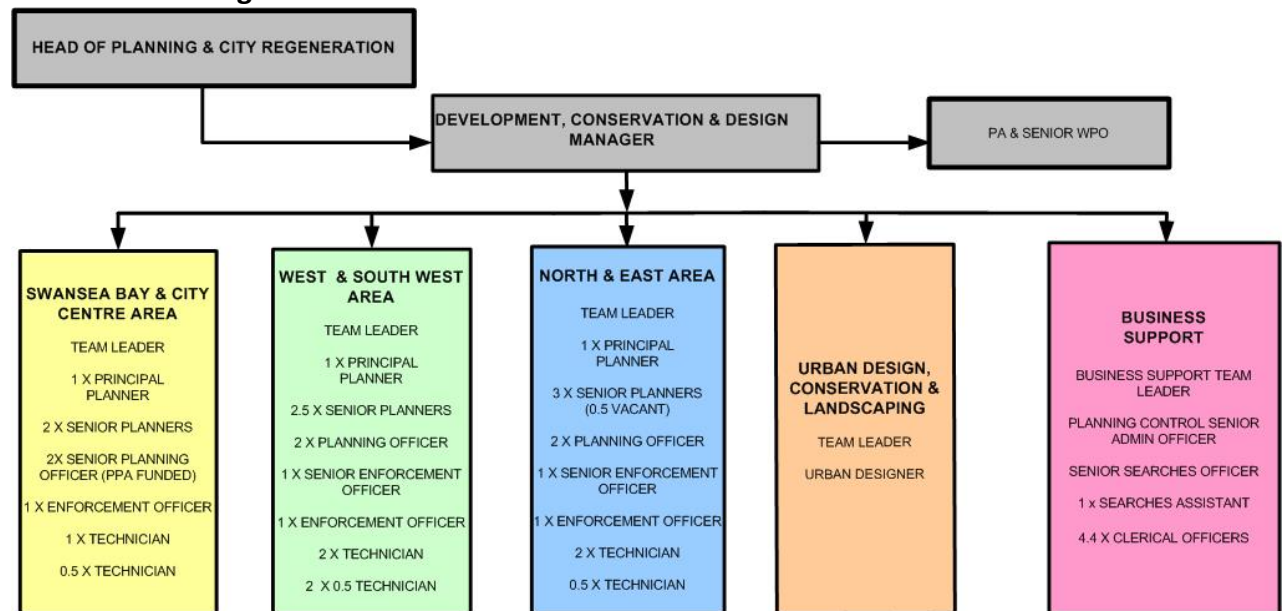 HEAD OF PLANNING & CITY REGENERATION
DEVELOPMENT, CONSERVATION & DESIGN
MANAGER
PA & SENIOR WPO
SWANSEA BAY & CITY
CENTRE AREA
TEAM LEADER
1 X PRINCIPAL
PLANNER
2 X SENIOR PLANNERS
2X SENIOR PLANNING
OFFICER (PPA FUNDED)
1 X ENFORCEMENT OFFICER
1 X TECHNICIAN
0.5 X TECHNICIAN
WEST & SOUTH WEST
AREA
TEAM LEADER
1 X PRINCIPAL
PLANNER
2.5 X SENIOR PLANNERS
2 X PLANNING OFFICER
1 X SENIOR ENFORCEMENT
OFFICER
1 X ENFORCEMENT OFFICER
2 X TECHNICIAN
2 X 0.5 TECHNICIAN
NORTH & EAST AREA
TEAM LEADER
1 X PRINCIPAL
PLANNER
3 X SENIOR PLANNERS
(0.5 VACANT)
2 X PLANNING OFFICER
1 X SENIOR ENFORCEMENT
OFFICER
1 X ENFORCEMENT OFFICER
2 X TECHNICIAN
0.5 X TECHNICIAN
URBAN DESIGN,
CONSERVATION &
LANDSCAPING
TEAM LEADER
URBAN DESIGNER
BUSINESS
SUPPORT
BUSINESS SUPPORT TEAM
LEADER
PLANNING CONTROL SENIOR
ADMIN OFFICER
SENIOR SEARCHES OFFICER
1 x SEARCHES ASSISTANT
4.4 X CLERICAL OFFICERS